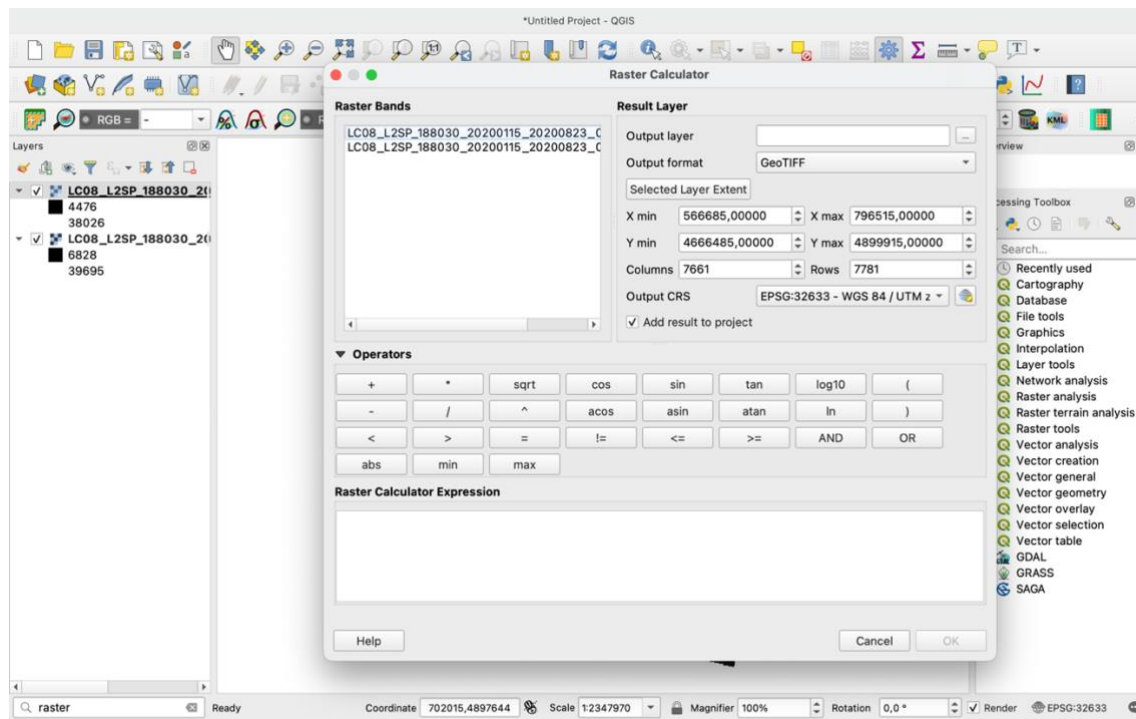 *Untitled Project - QGIS
Raster Calculator
RGB =
-
Layers
LC08_L2SP_188030_20
4476
38026
LC08_L2SP_188030_20
6828
39695
Raster Bands
LC08_L2SP_188030_20200115_20200823_0
LC08_L2SP_188030_20200115_20200823_0
Result Layer
Output layer
...
Output format GeoTIFF
Selected Layer Extent
X min 566685,00000 X max 796515,00000
Y min 4666485,00000 Y max 4899915,00000
Columns 7661 Rows 7781
Output CRS EPSG:32633 - WGS 84 / UTM z
Add result to project
Operators
+ * sqrt cos sin tan log10 (
- / ^ acos asin atan ln )
< > = != <= >= AND OR
abs min max
Raster Calculator Expression
Help Cancel OK
KML
rview
cessing Toolbox
Search...
Recently used
Cartography
Database
File tools
Graphics
Interpolation
Layer tools
Network analysis
Raster analysis
Raster terrain analysis
Raster tools
Vector analysis
Vector creation
Vector general
Vector geometry
Vector overlay
Vector selection
Vector table
GDAL
GRASS
SAGA
raster Ready Coordinate 702015,4897644 Scale 1:2347970 Magnifier 100% Rotation 0,0 ° Render EPSG:32633